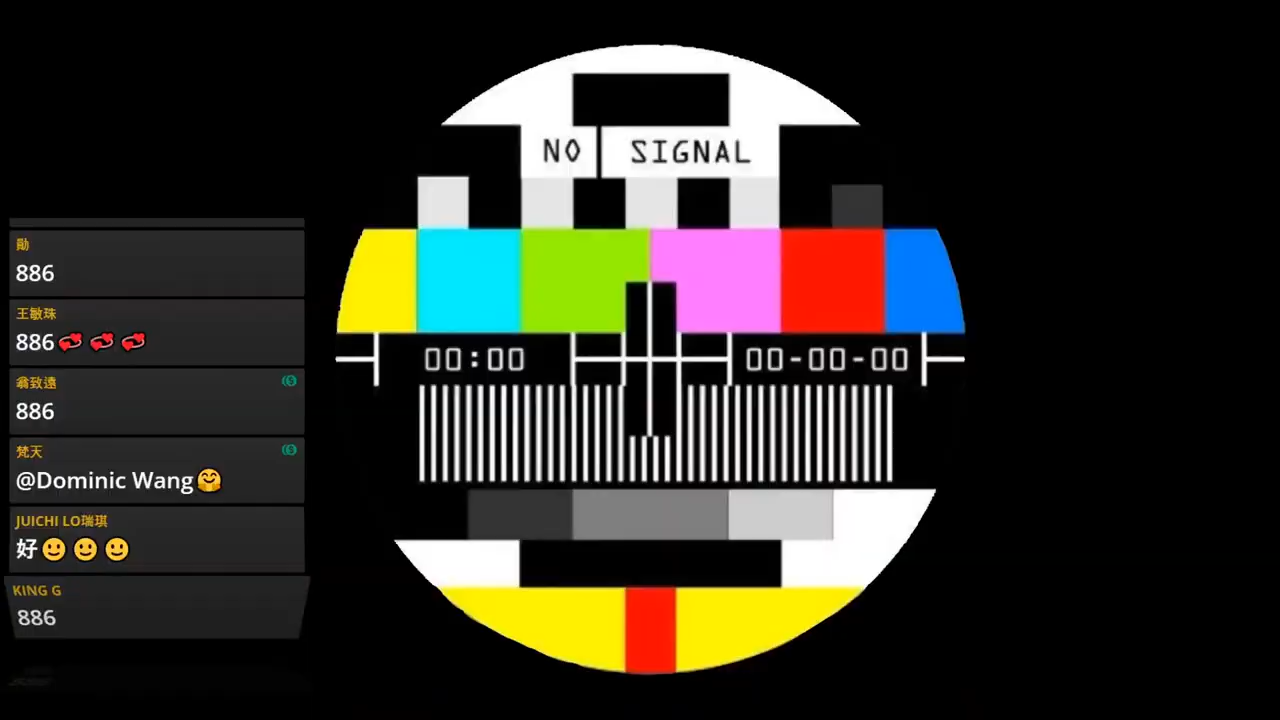 NO SIGNAL
00:00 00-00-00
勛
886
王敏珠
886💞 💞 💞
翁致遠
886
梵天
@Dominic Wang🤗
JUICHI LO瑞琪
好🙂 🙂 🙂
KING G
886